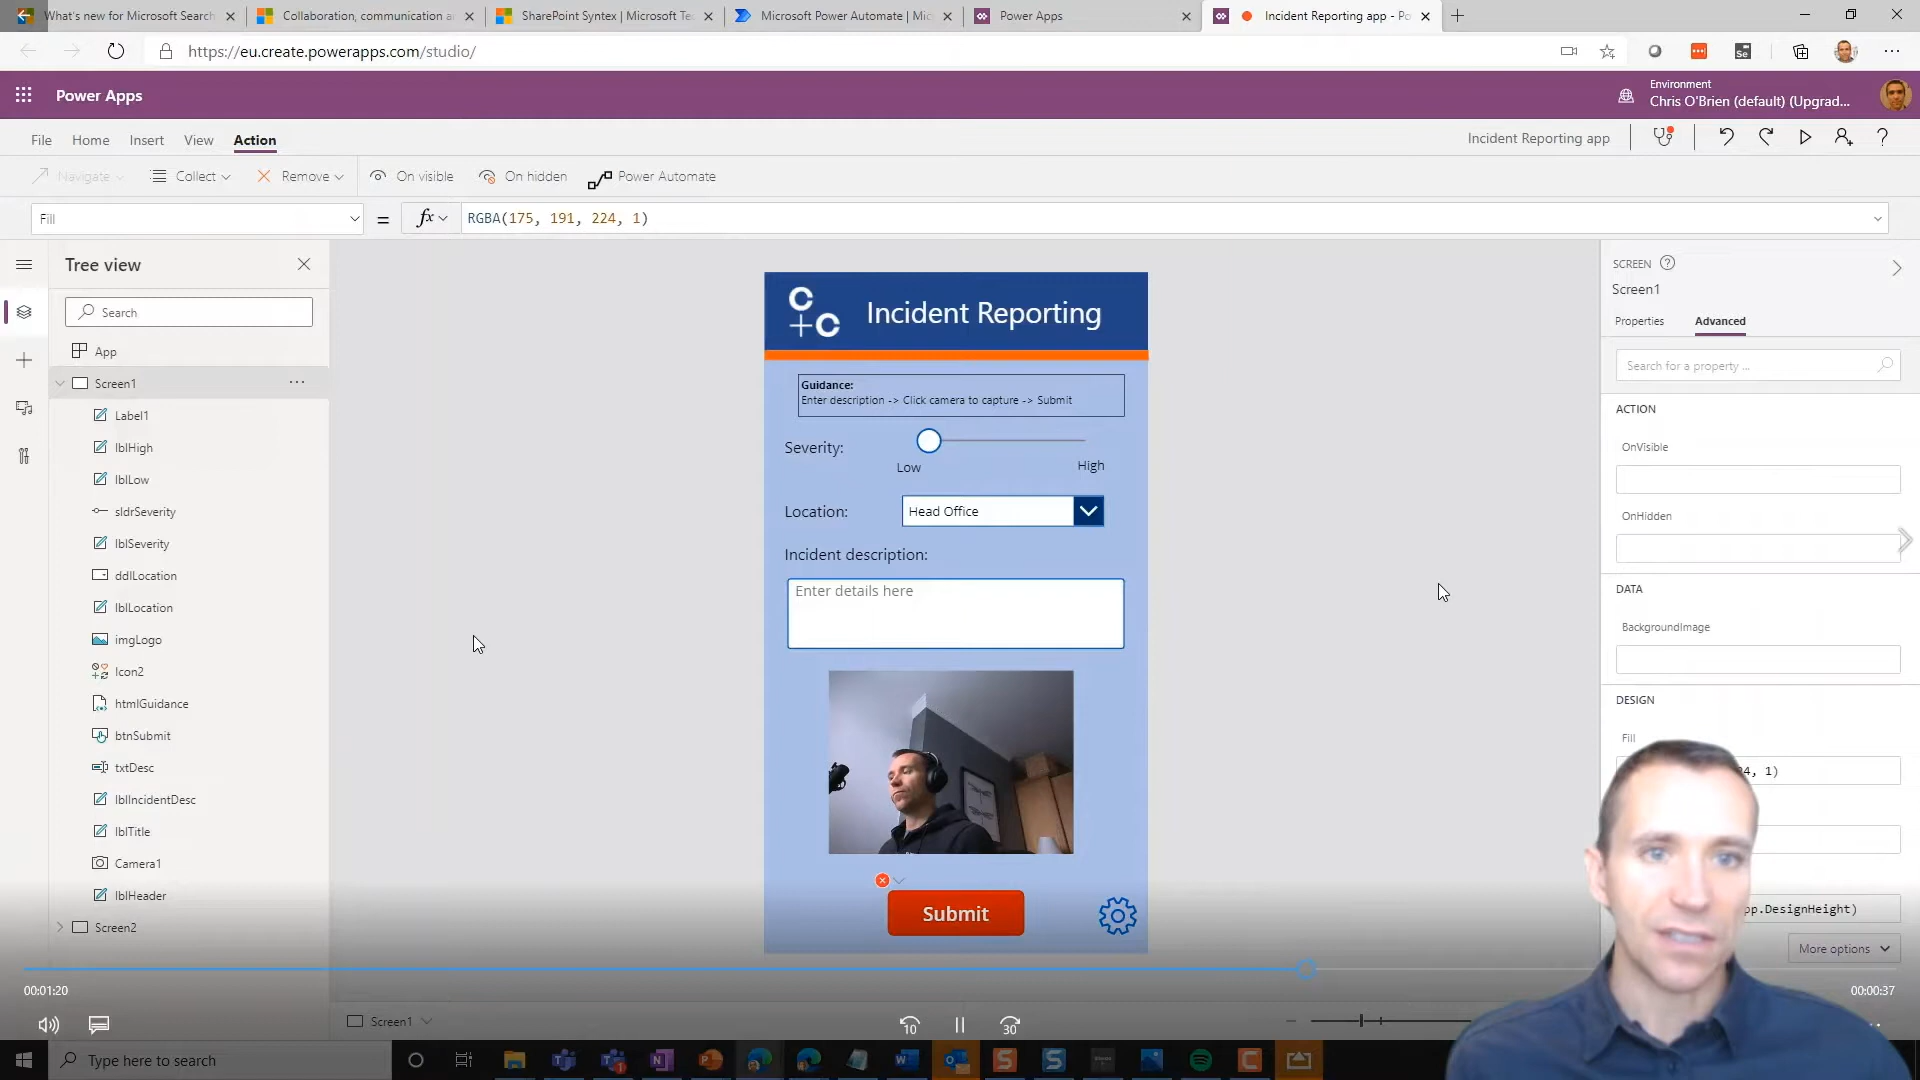 What's new for Microsoft Search
Collaboration, communication a
SharePoint Syntex | Microsoft Te
Microsoft Power Automate | Mic
Power Apps
Incident Reporting app - Po
https://eu.create.powerapps.com/studio/
Power Apps
Environment
Chris O'Brien (default) (Upgrad...
File
Home
Insert
View
Action
Incident Reporting app
Navigate
Collect
Remove
On visible
On hidden
Power Automate
Fill
=
fx
RGBA(175, 191, 224, 1)
Tree view
Search
App
Screen1
Label1
lblHigh
lblLow
sldrSeverity
lblSeverity
ddlLocation
lblLocation
imgLogo
Icon2
htmlGuidance
btnSubmit
txtDesc
lblIncidentDesc
lblTitle
Camera1
lblHeader
Screen2
C+C
Incident Reporting
Guidance:
Enter description -> Click camera to capture -> Submit
Severity:
Low
High
Location:
Head Office
Incident description:
Enter details here
Submit
SCREEN
Screen1
Properties
Advanced
Search for a property ...
ACTION
OnVisible
OnHidden
DATA
BackgroundImage
DESIGN
Fill
4, 1)
pp.DesignHeight)
More options
00:01:20
00:00:37
Screen1
10
30
Type here to search